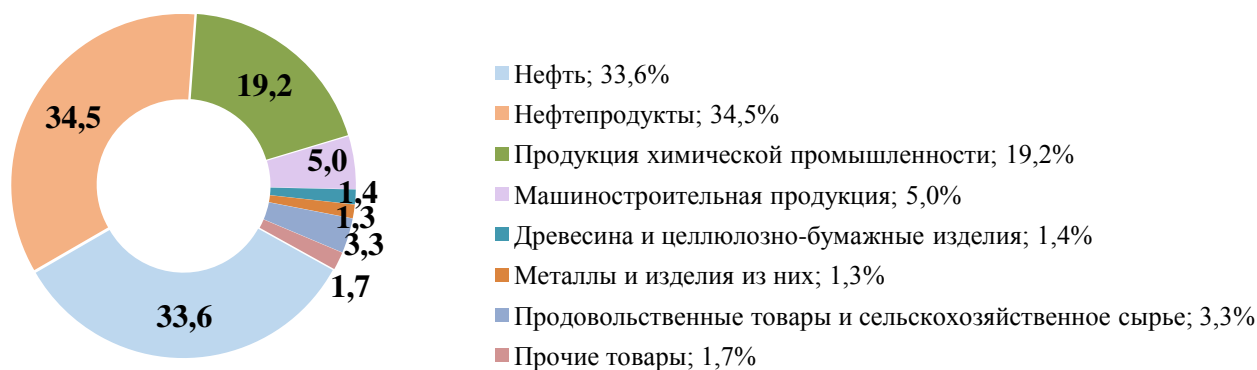 34,5
19,2
5,0
1,4
1,3
3,3
1,7
33,6
Нефть; 33,6%
Нефтепродукты; 34,5%
Продукция химической промышленности; 19,2%
Машиностроительная продукция; 5,0%
Древесина и целлюлозно-бумажные изделия; 1,4%
Металлы и изделия из них; 1,3%
Продовольственные товары и сельскохозяйственное сырье; 3,3%
Прочие товары; 1,7%